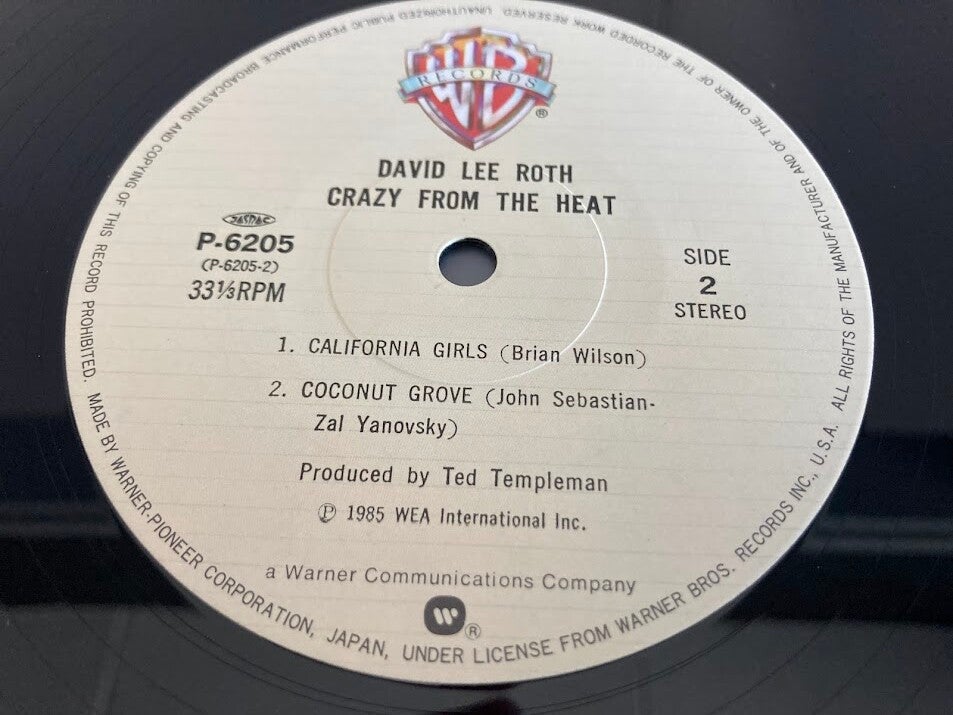 WB
RECORDS
®
DAVID LEE ROTH
CRAZY FROM THE HEAT
JASRAC
P-6205
(P-6205-2)
33⅓RPM
SIDE
2
STEREO
1. CALIFORNIA GIRLS (Brian Wilson)
2. COCONUT GROVE (John Sebastian-
Zal Yanovsky)
Produced by Ted Templeman
Ⓟ 1985 WEA International Inc.
a Warner Communications Company
®
MADE BY WARNER-PIONEER CORPORATION, JAPAN, UNDER LICENSE FROM WARNER BROS. RECORDS INC., U.S.A. ALL RIGHTS OF THE MANUFACTURER AND OF THE OWNER OF THE RECORDED WORK RESERVED. UNAUTHORIZED PUBLIC PERFORMANCE BROADCASTING AND COPYING OF THIS RECORD PROHIBITED.